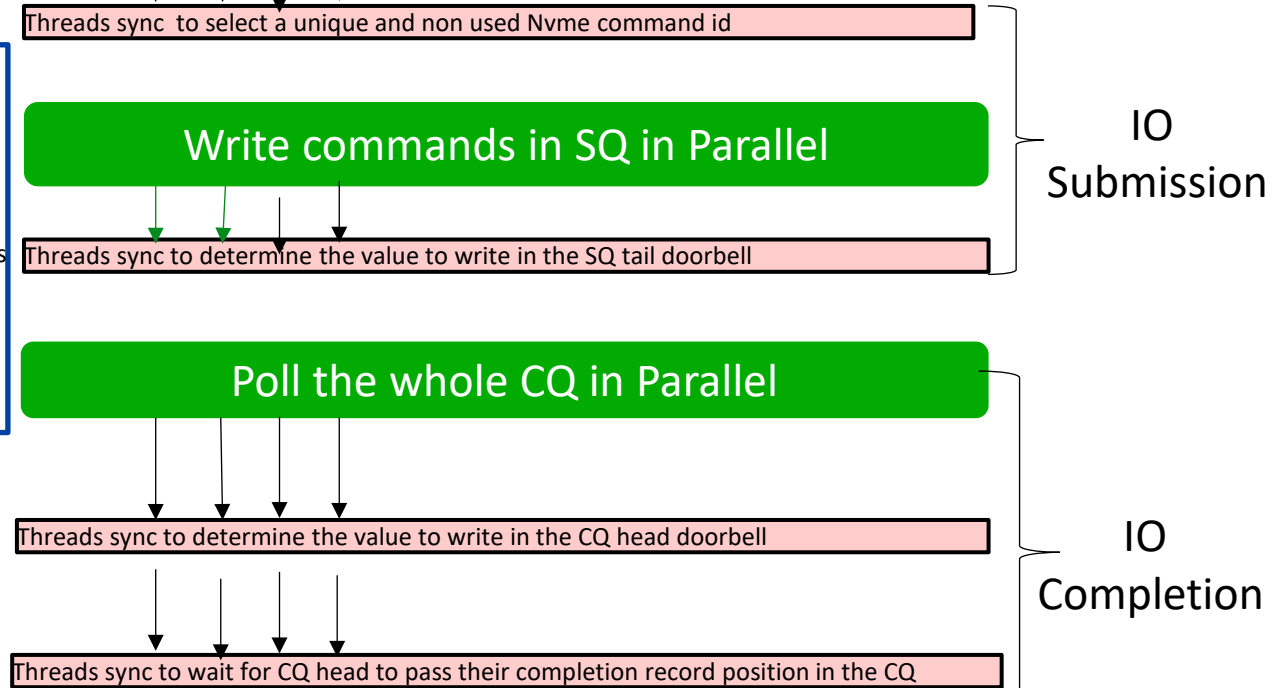 Threads sync  to select a unique and non used Nvme command id
Write commands in SQ in Parallel
IO
Submission
s
Threads sync to determine the value to write in the SQ tail doorbell
Poll the whole CQ in Parallel
Threads sync to determine the value to write in the CQ head doorbell
IO
Completion
Threads sync to wait for CQ head to pass their completion record position in the CQ